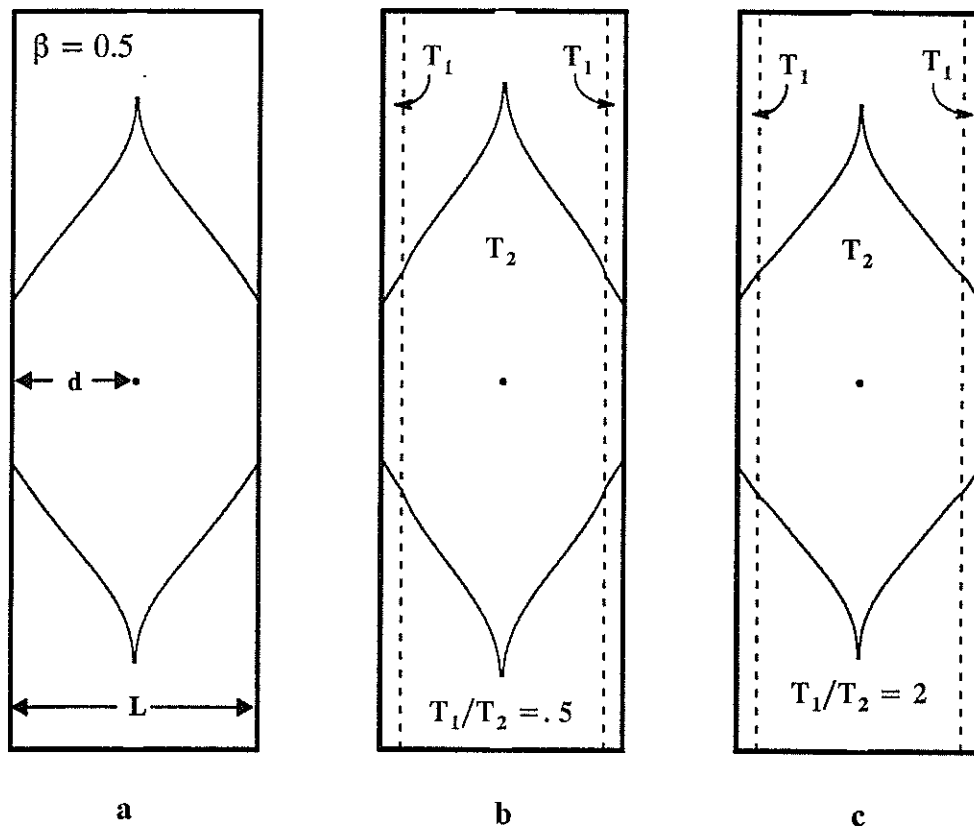 β = 0.5
d
L
a
T₁
T₁
T₂
T₁/T₂ =. 5
b
T₁
T₁
T₂
T₁/T₂ = 2
c